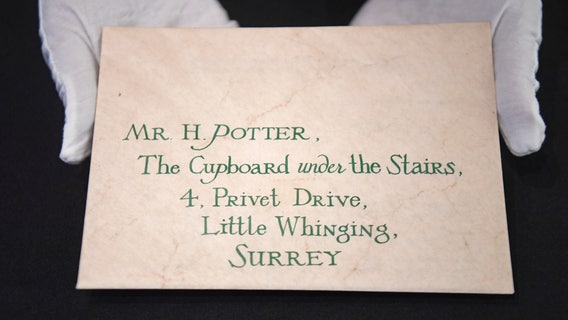 Mr. H. Potter,
The Cupboard under the Stairs,
4, Privet Drive,
Little Whinging,
Surrey